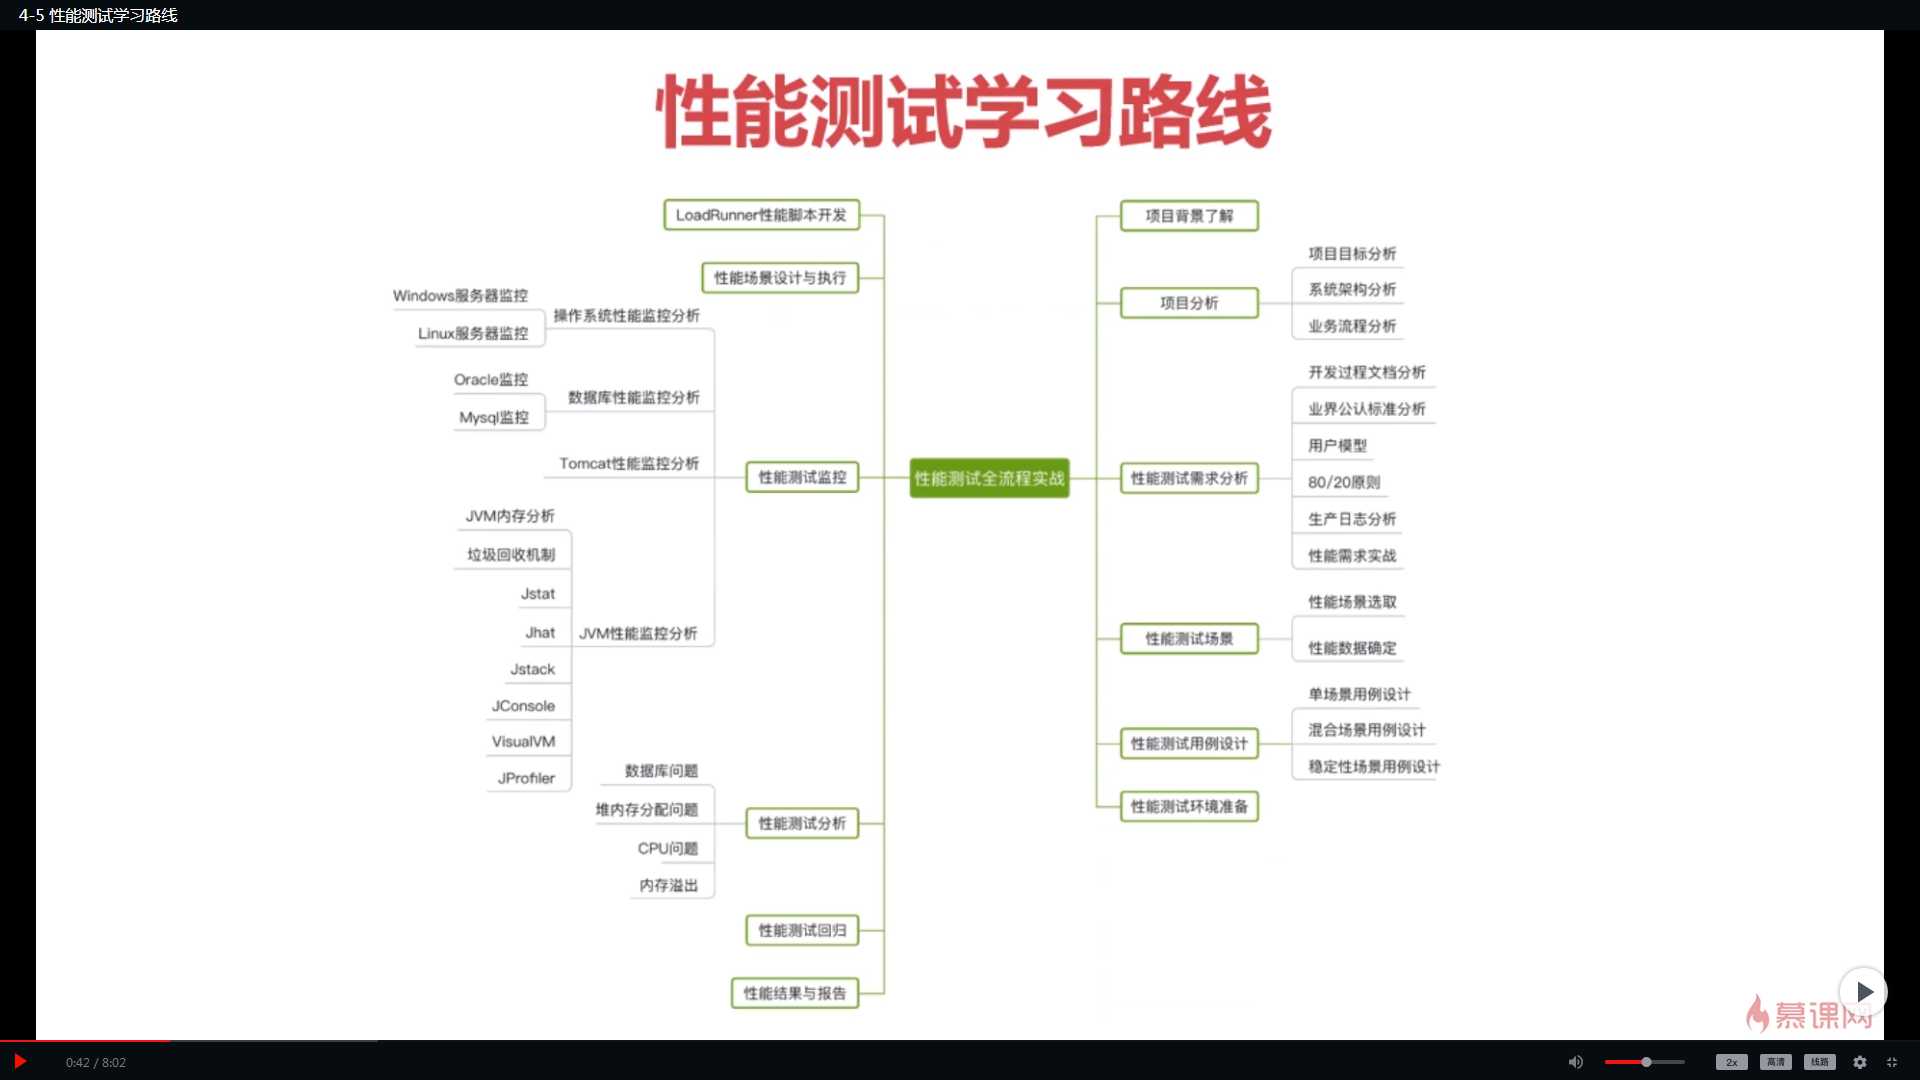 4-5 性能测试学习路线
性能测试学习路线
LoadRunner性能脚本开发
性能场景设计与执行
Windows服务器监控
Linux服务器监控
操作系统性能监控分析
Oracle监控
Mysql监控
数据库性能监控分析
Tomcat性能监控分析
性能测试监控
JVM内存分析
垃圾回收机制
Jstat
Jhat
JVM性能监控分析
Jstack
JConsole
VisualVM
JProfiler
数据库问题
堆内存分配问题
性能测试分析
CPU问题
内存溢出
性能测试回归
性能结果与报告
性能测试全流程实战
项目背景了解
项目分析
项目目标分析
系统架构分析
业务流程分析
性能测试需求分析
开发过程文档分析
业界公认标准分析
用户模型
80/20原则
生产日志分析
性能需求实战
性能测试场景
性能场景选取
性能数据确定
性能测试用例设计
单场景用例设计
混合场景用例设计
稳定性场景用例设计
性能测试环境准备
慕课网
0:42 / 8:02
2x
高清
线路